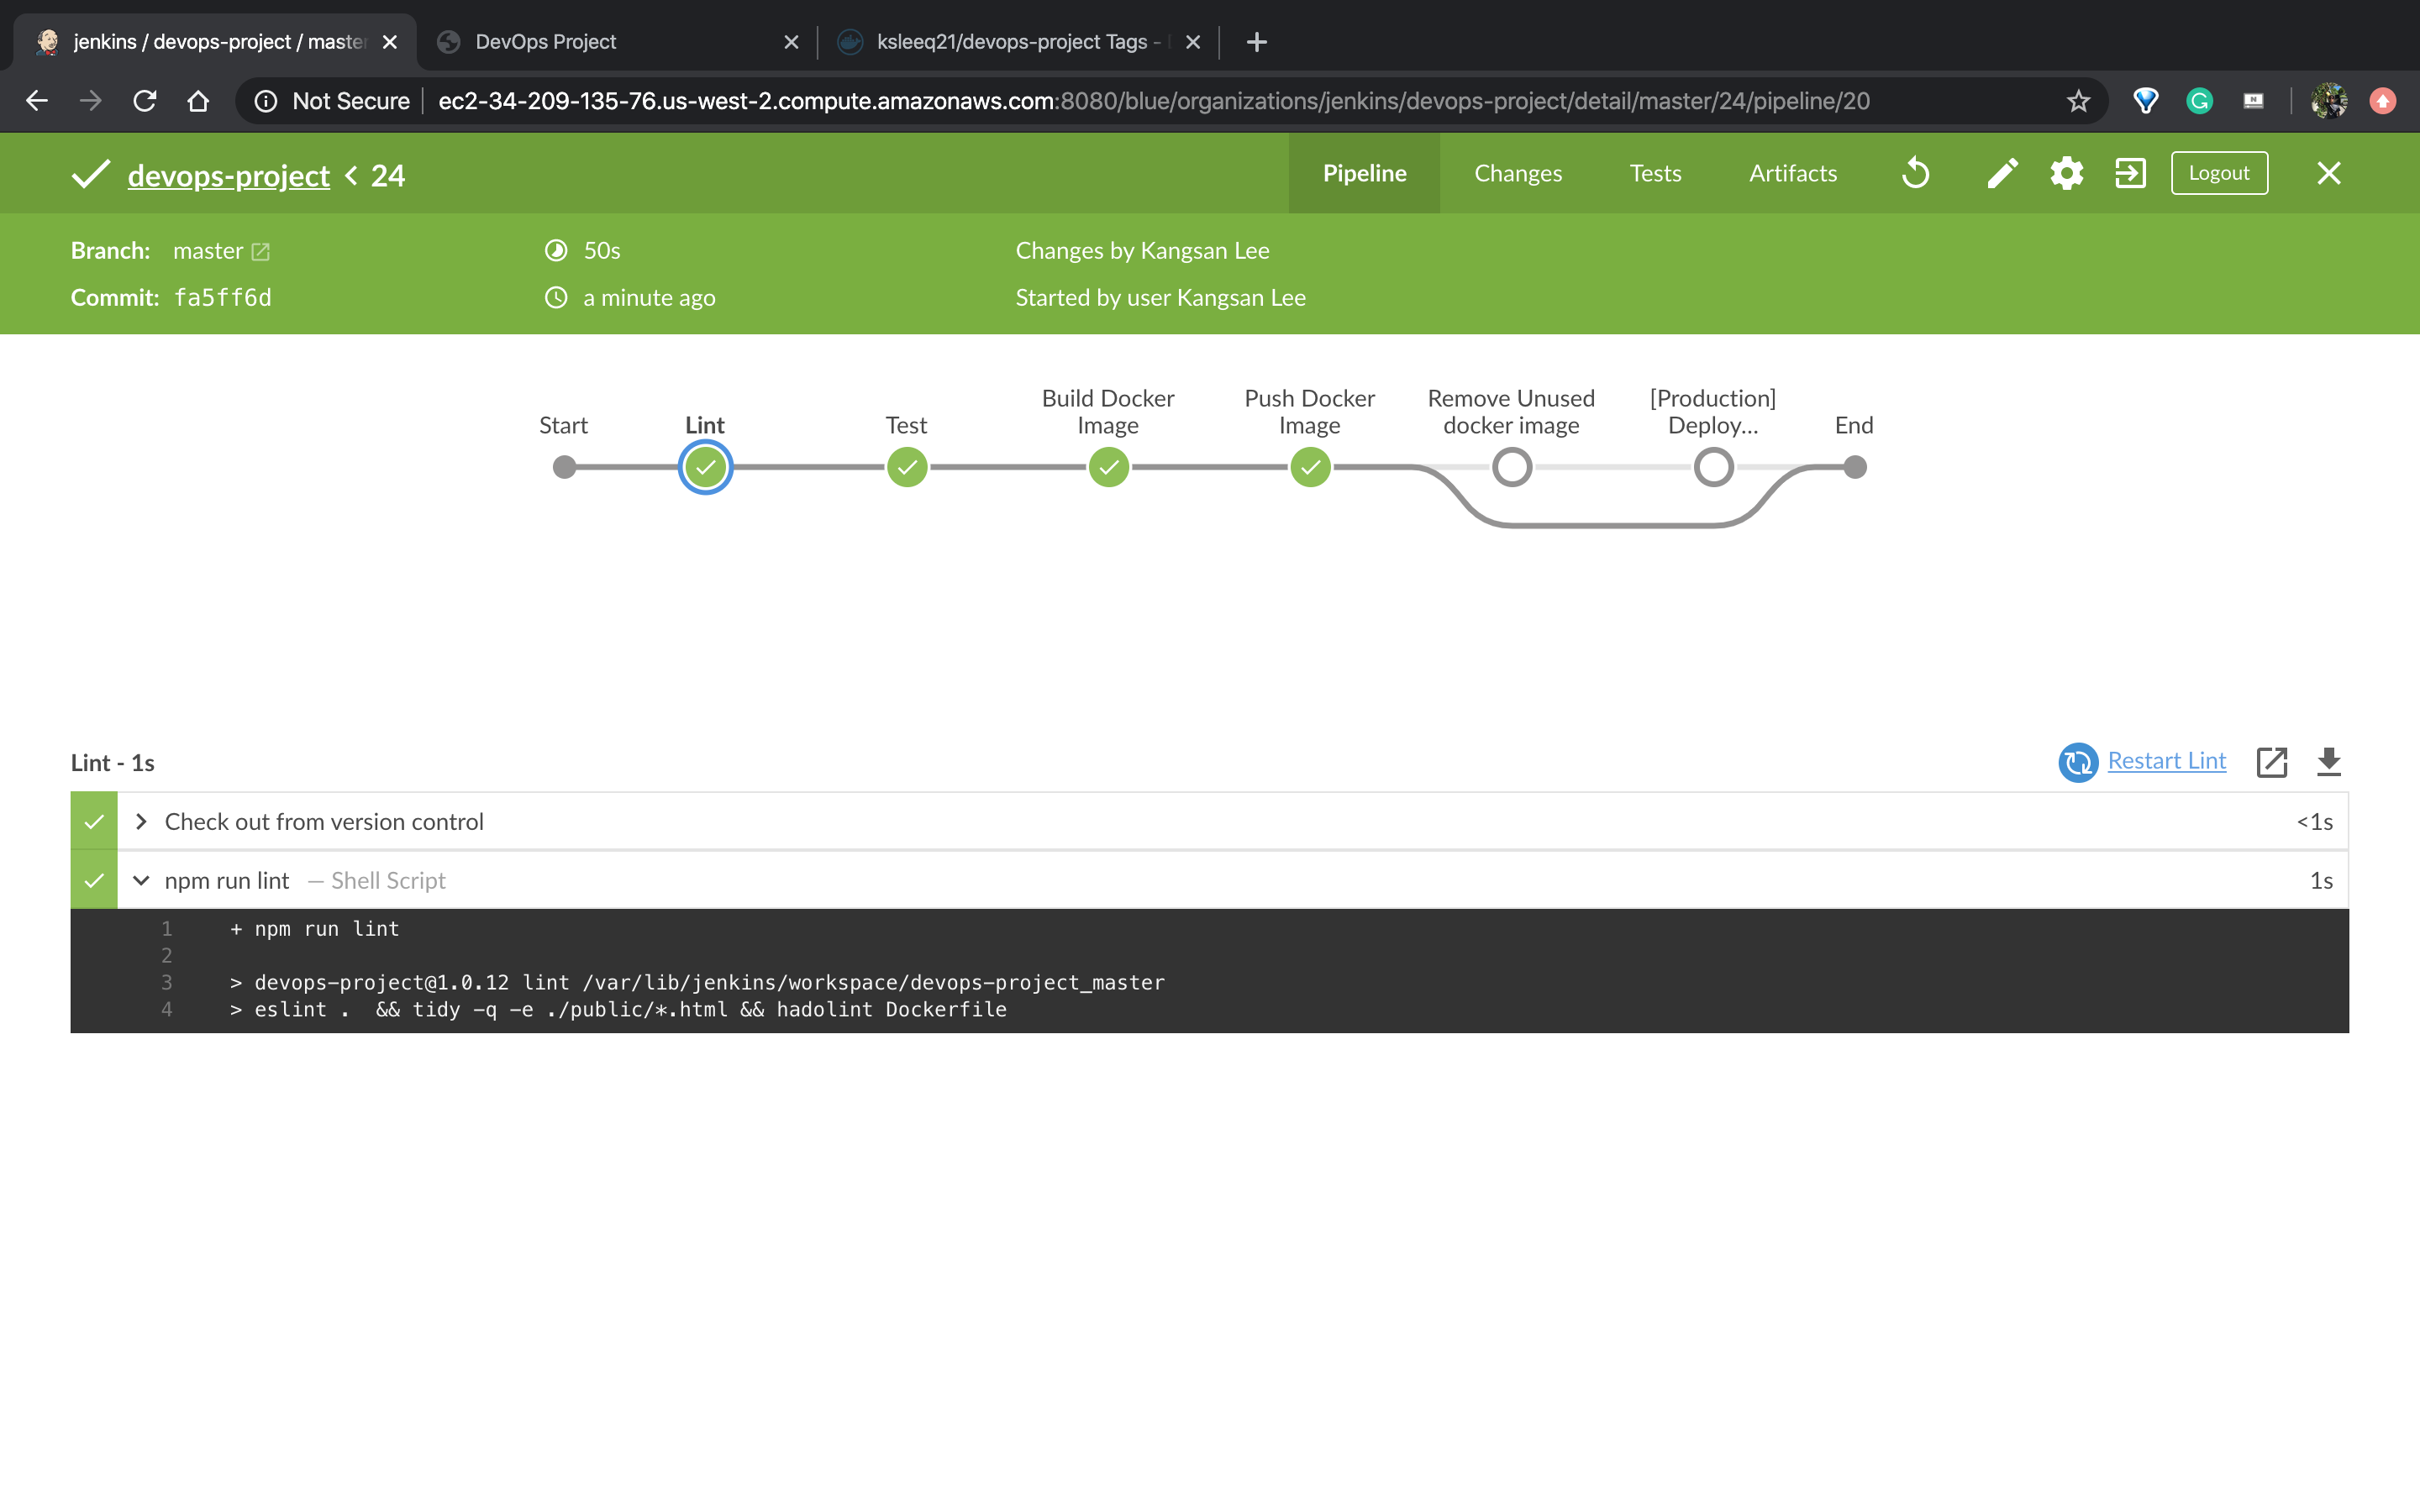 jenkins / devops-project / master
DevOps Project
ksleeq21/devops-project Tags -
Not Secure
ec2-34-209-135-76.us-west-2.compute.amazonaws.com:8080/blue/organizations/jenkins/devops-project/detail/master/24/pipeline/20
devops-project < 24
Pipeline
Changes
Tests
Artifacts
Logout
Branch: master
50s
Changes by Kangsan Lee
Commit: fa5ff6d
a minute ago
Started by user Kangsan Lee
Start
Lint
Test
Build Docker
Image
Push Docker
Image
Remove Unused
docker image
[Production]
Deploy...
End
Lint - 1s
Restart Lint
Check out from version control
<1s
npm run lint — Shell Script
1s
1 + npm run lint
2
3 > devops-project@1.0.12 lint /var/lib/jenkins/workspace/devops-project_master
4 > eslint .  && tidy -q -e ./public/*.html && hadolint Dockerfile